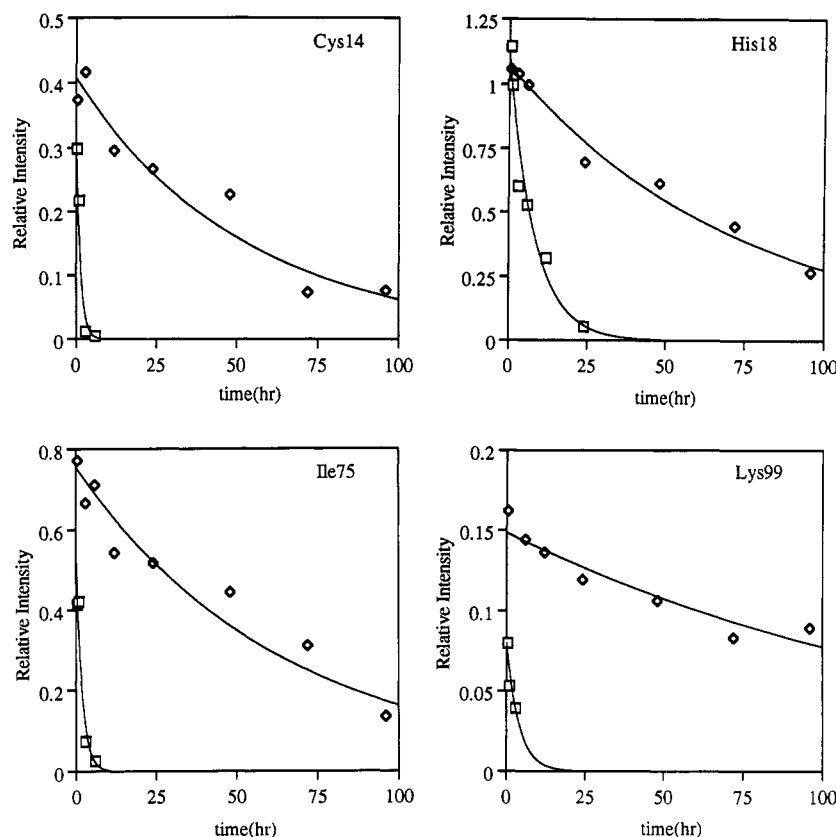 Cys14
Relative Intensity
0.5
0.4
0.3
0.2
0.1
0
0 25 50 75 100
time(hr)
His18
Relative Intensity
1.25
1
0.75
0.5
0.25
0
0 25 50 75 100
time(hr)
Ile75
Relative Intensity
0.8
0.6
0.4
0.2
0
0 25 50 75 100
time(hr)
Lys99
Relative Intensity
0.2
0.15
0.1
0.05
0
0 25 50 75 100
time(hr)